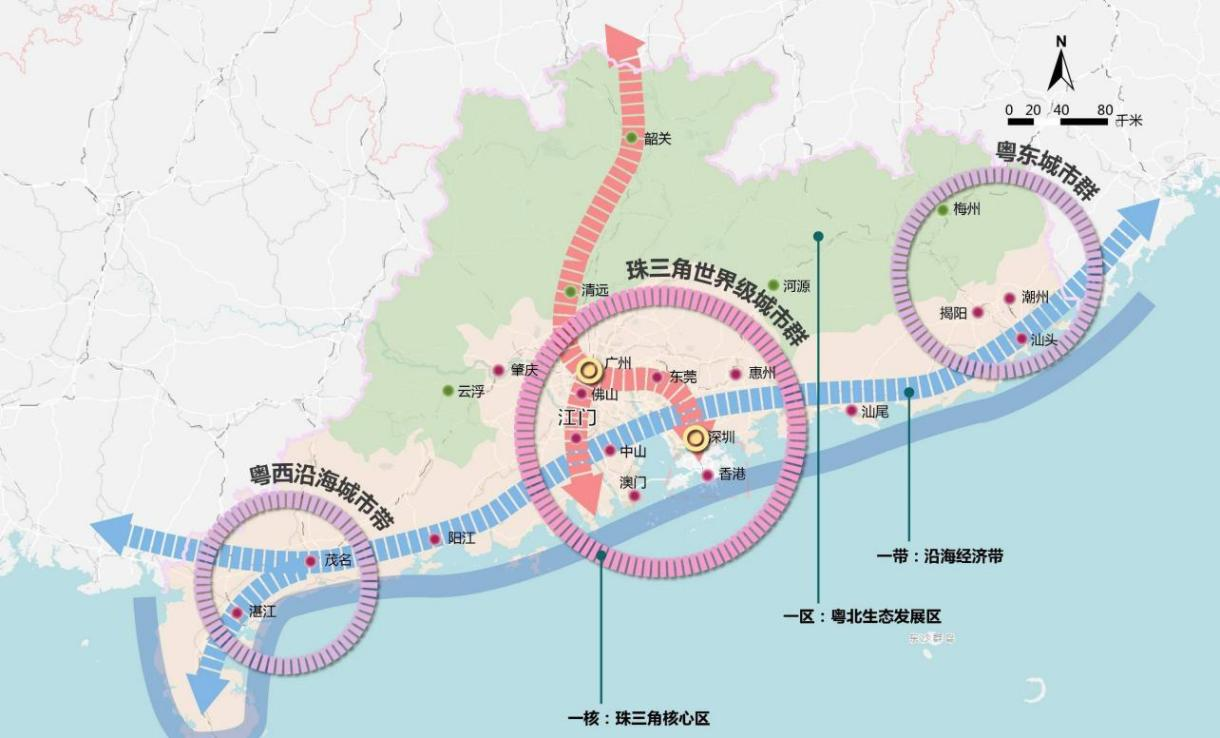 N
0 20 40 80 千米
粤东城市群
韶关
梅州
珠三角世界级城市群
清远
河源
潮州
揭阳
汕头
广州
肇庆
东莞
惠州
云浮
佛山
汕尾
江门
深圳
中山
香港
澳门
粤西沿海城市带
阳江
茂名
湛江
一带：沿海经济带
一区：粤北生态发展区
东沙群岛
一核：珠三角核心区